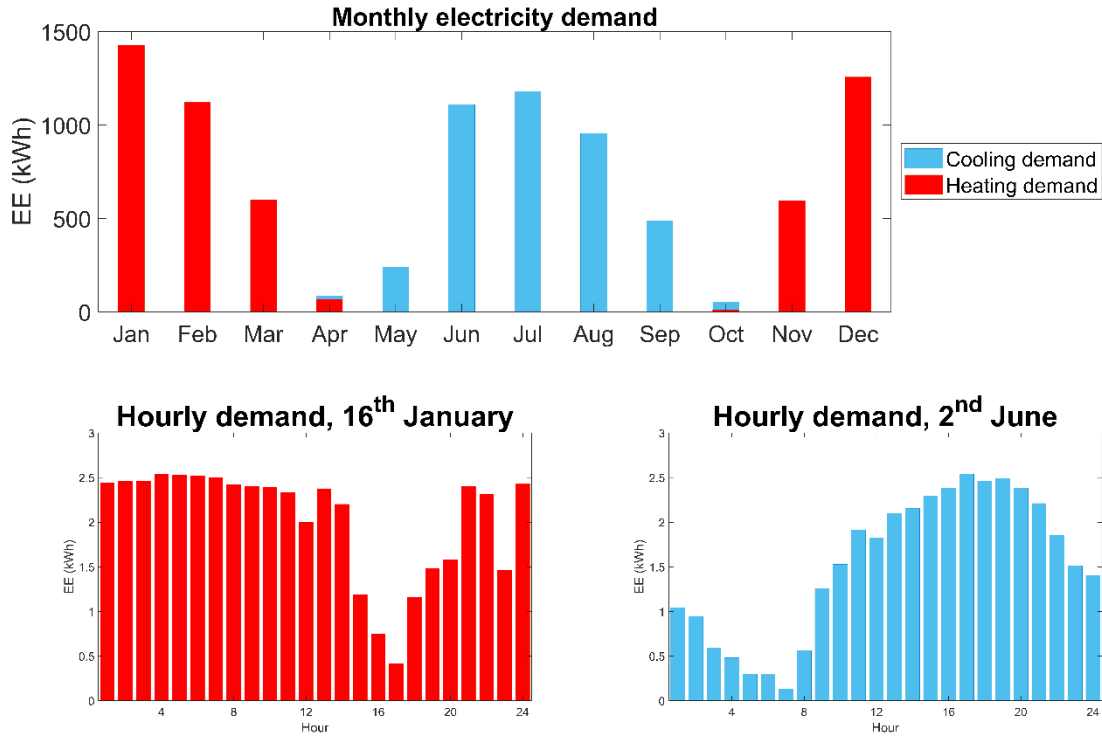 Monthly electricity demand
EE (kWh)
1500
1000
500
0
Jan Feb Mar Apr May Jun Jul Aug Sep Oct Nov Dec
Cooling demand
Heating demand
Hourly demand, 16th January
EE (kWh)
3
2.5
2
1.5
1
0.5
0
4 8 12 16 20 24
Hour
Hourly demand, 2nd June
EE (kWh)
3
2.5
2
1.5
1
0.5
0
4 8 12 16 20 24
Hour